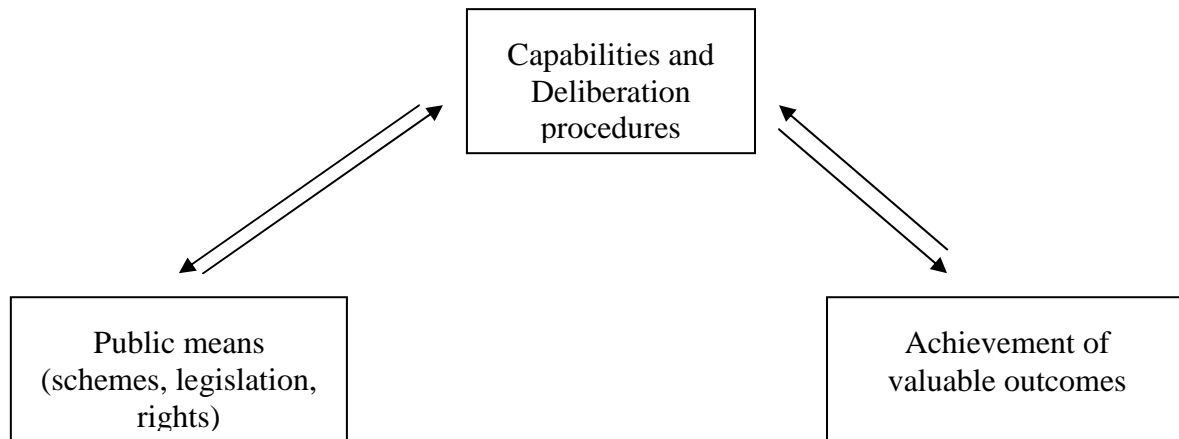 Capabilities and
Deliberation
procedures
Public means
(schemes, legislation,
rights)
Achievement of
valuable outcomes